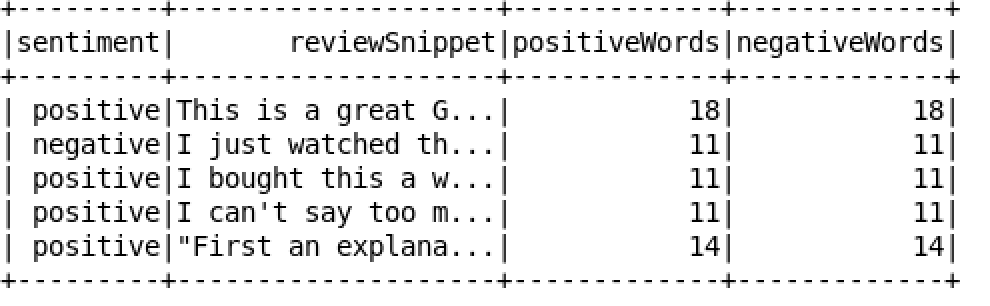 +---------+--------------------+-------------+-------------+
|sentiment|       reviewSnippet|positiveWords|negativeWords|
+---------+--------------------+-------------+-------------+
| positive|This is a great G...|           18|           18|
| negative|I just watched th...|           11|           11|
| positive|I bought this a w...|           11|           11|
| positive|I can't say too m...|           11|           11|
| positive|"First an explana...|           14|           14|
+---------+--------------------+-------------+-------------+